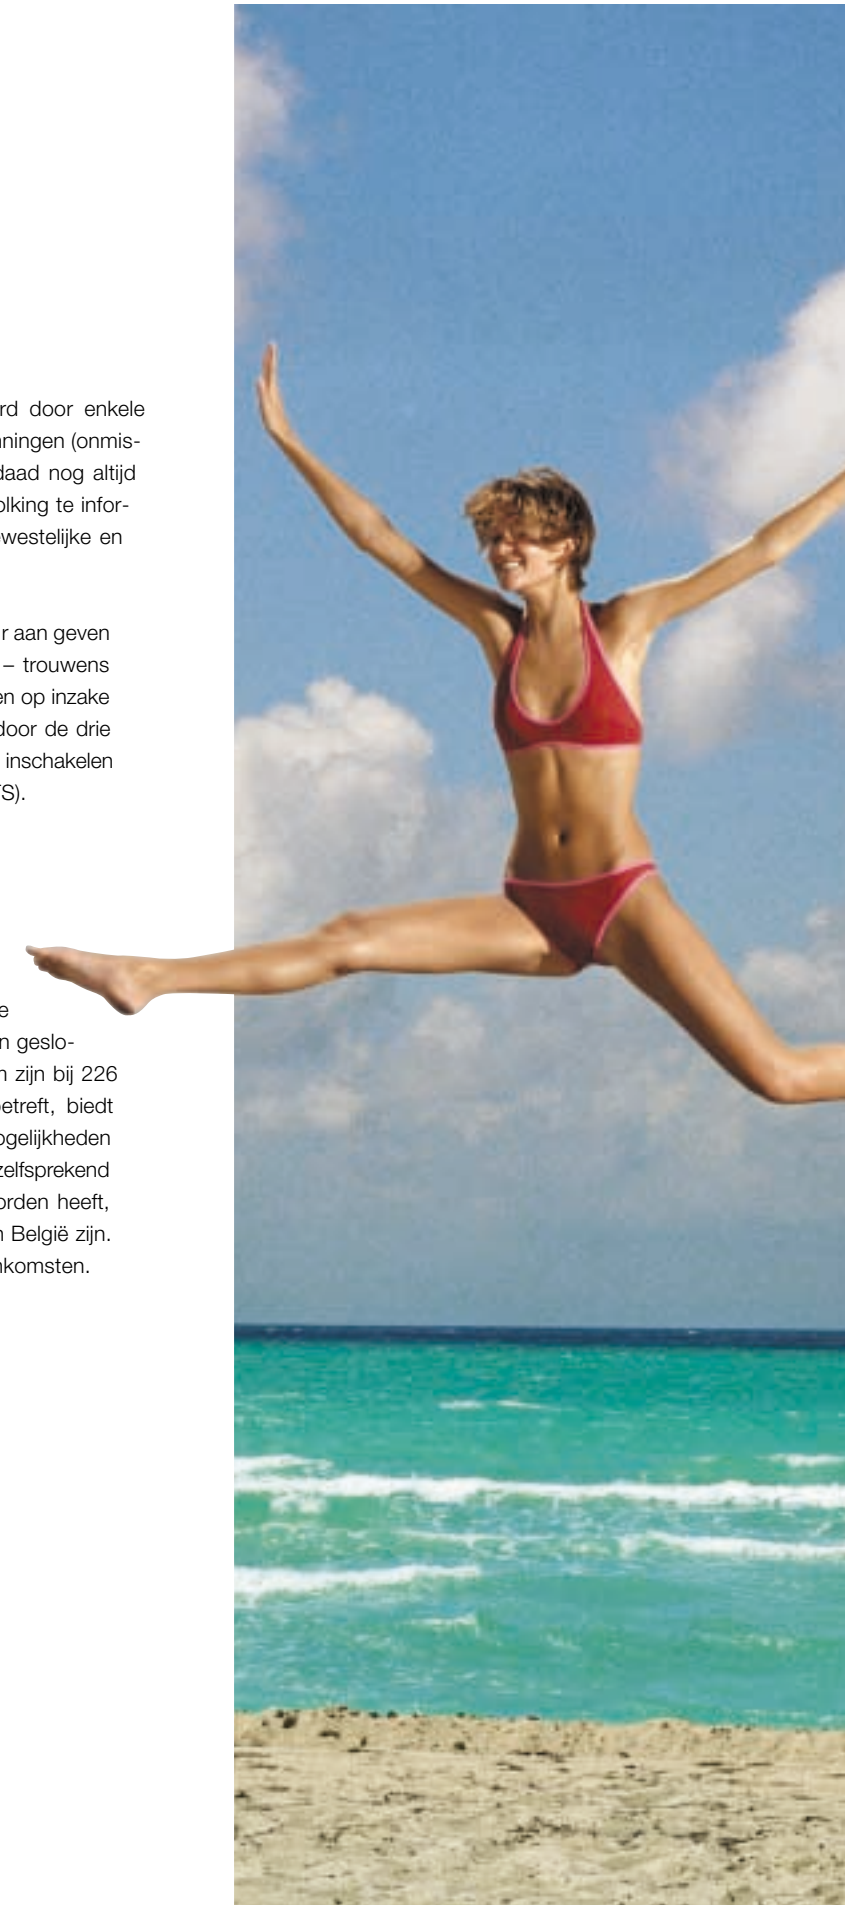 rd door enkele
nningen (onmis-
daad nog altijd
olking te infor-
westelijke en
r aan geven
– trouwens
en op inzake
door de drie
inschakelen
TS).
e
n geslo-
n zijn bij 226
etreft, biedt
ogelijkheden
zelfsprekend
orden heeft,
n België zijn.
nkomsten.